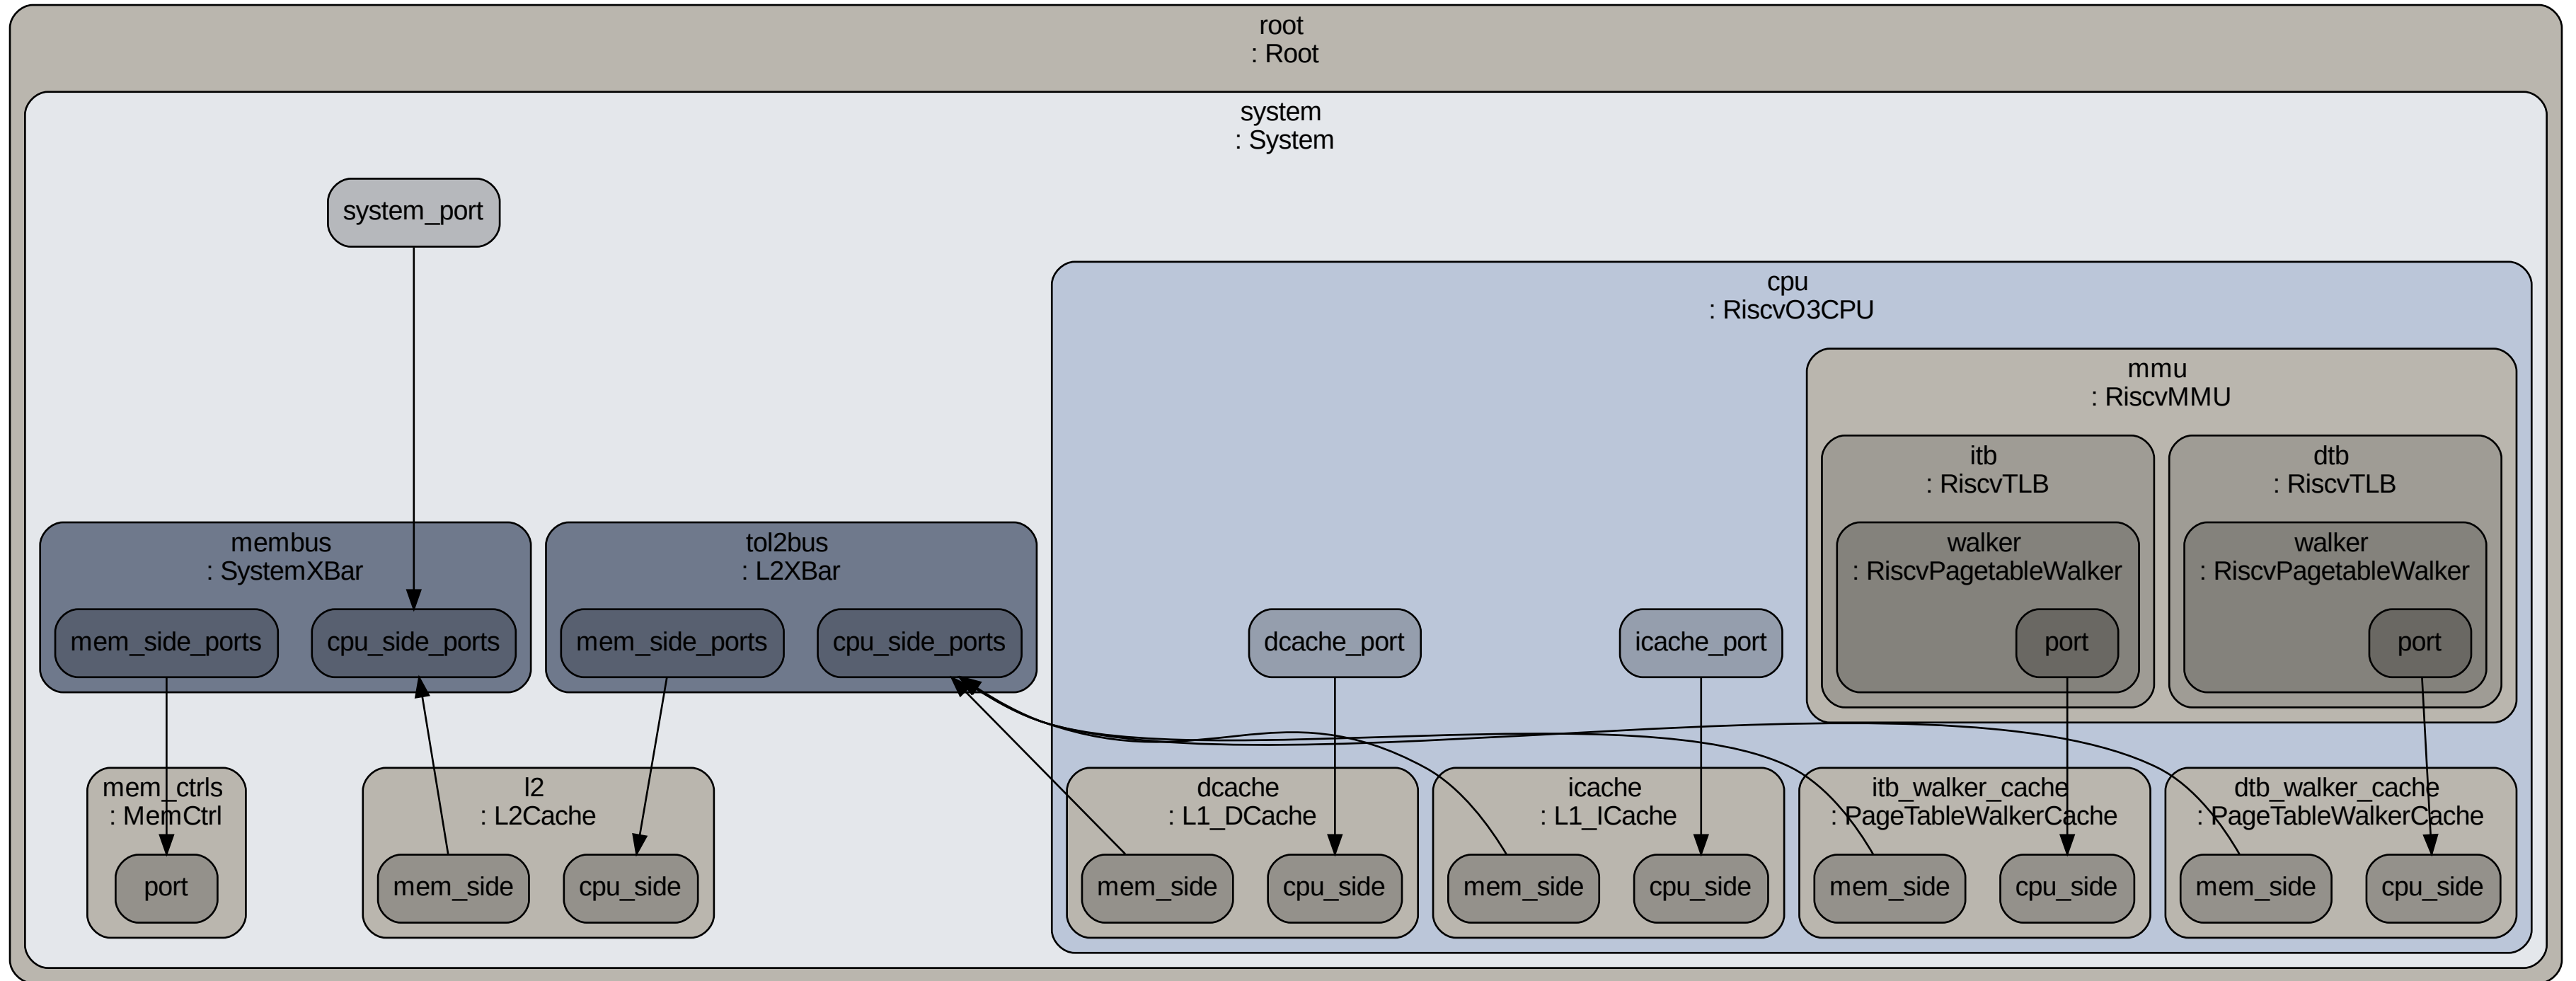 root
: Root
system
: System
system_port
cpu
: RiscvO3CPU
mmu
: RiscvMMU
itb
: RiscvTLB
dtb
: RiscvTLB
membus
: SystemXBar
tol2bus
: L2XBar
walker
: RiscvPagetableWalker
walker
: RiscvPagetableWalker
mem_side_ports
cpu_side_ports
mem_side_ports
cpu_side_ports
dcache_port
icache_port
port
port
mem_ctrls
: MemCtrl
l2
: L2Cache
dcache
: L1_DCache
icache
: L1_ICache
itb_walker_cache
: PageTableWalkerCache
dtb_walker_cache
: PageTableWalkerCache
port
mem_side
cpu_side
mem_side
cpu_side
mem_side
cpu_side
mem_side
cpu_side
mem_side
cpu_side